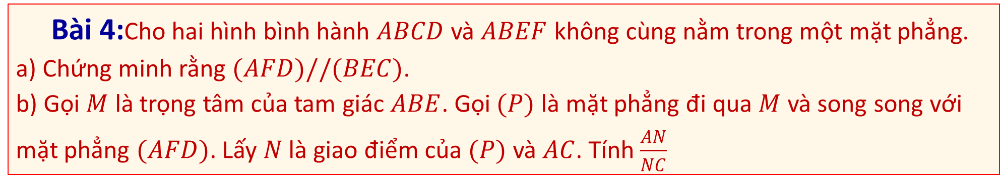 Bài 4:Cho hai hình bình hành ABCD và ABEF không cùng nằm trong một mặt phẳng.
a) Chứng minh rằng (AFD)//(BEC).
b) Gọi M là trọng tâm của tam giác ABE. Gọi (P) là mặt phẳng đi qua M và song song với
mặt phẳng (AFD). Lấy N là giao điểm của (P) và AC. Tính AN/NC